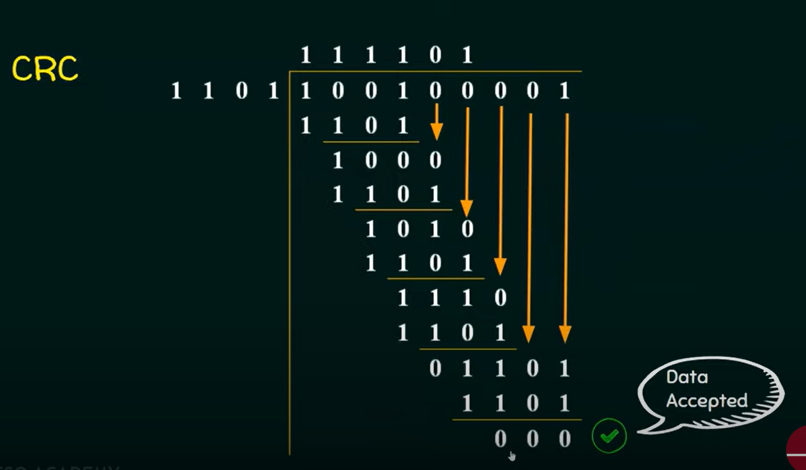 CRC
1 1 1 1 0 1
1 1 0 1 1 0 0 1 0 0 0 0 1
1 1 0 1
1 0 0 0
1 1 0 1
1 0 1 0
1 1 0 1
1 1 1 0
1 1 0 1
0 1 1 0 1
1 1 0 1
0 0 0
Data
Accepted
ACADEMY